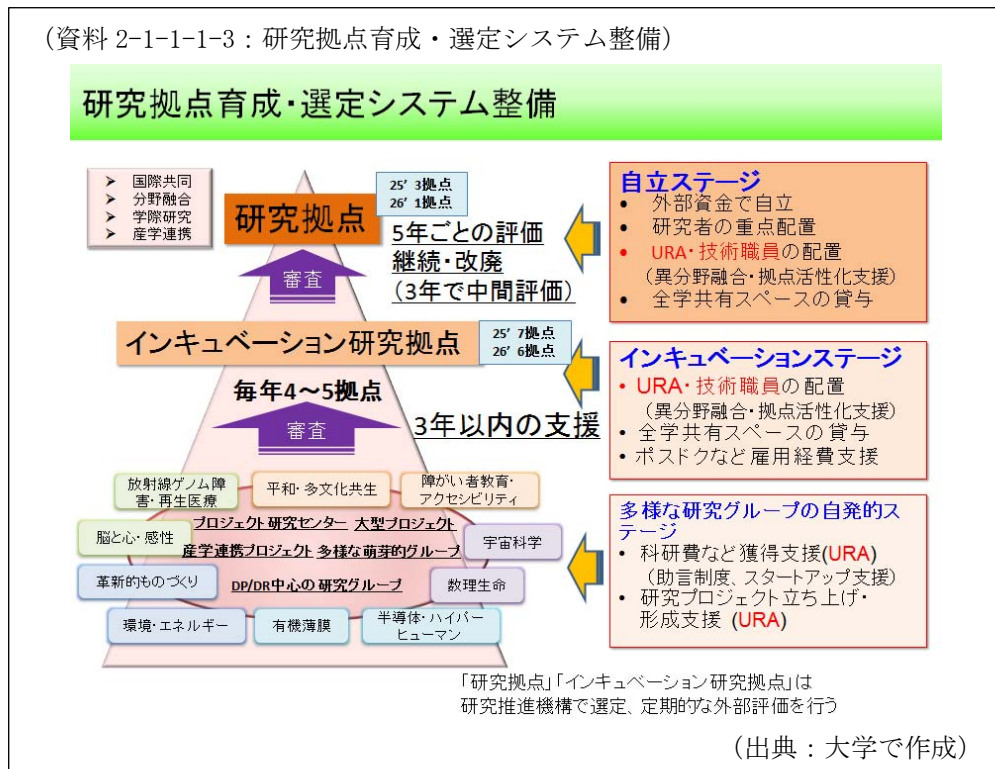 (資料 2-1-1-1-3：研究拠点育成・選定システム整備)
研究拠点育成・選定システム整備
➢ 国際共同
➢ 分野融合
➢ 学際研究
➢ 産学連携
研究拠点
25’ 3拠点
26’ 1拠点
5年ごとの評価
継続・改廃
(3年で中間評価)
審査
インキュベーション研究拠点
25’ 7拠点
26’ 6拠点
毎年4～5拠点
3年以内の支援
審査
放射線ゲノム障
害・再生医療
平和・多文化共生
障がい者教育・
アクセシビリティ
脳と心・感性
プロジェクト研究センター 大型プロジェクト
産学連携プロジェクト 多様な萌芽的グループ
宇宙科学
革新的ものづくり
DP/DR中心の研究グループ
数理生命
環境・エネルギー
有機薄膜
半導体・ハイパー
ヒューマン
自立ステージ
• 外部資金で自立
• 研究者の重点配置
• URA・技術職員の配置
(異分野融合・拠点活性化支援)
• 全学共有スペースの貸与
インキュベーションステージ
• URA・技術職員の配置
(異分野融合・拠点活性化支援)
• 全学共有スペースの貸与
• ポスドクなど雇用経費支援
多様な研究グループの自発的ス
テージ
• 科研費など獲得支援(URA)
(助言制度、スタートアップ支援)
• 研究プロジェクト立ち上げ・
形成支援 (URA)
「研究拠点」「インキュベーション研究拠点」は
研究推進機構で選定、定期的な外部評価を行う
(出典：大学で作成)